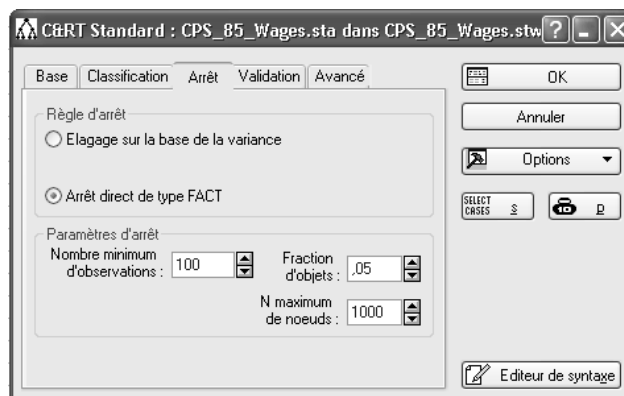 C&RT Standard : CPS_85_Wages.sta dans CPS_85_Wages.stw
Base Classification Arrêt Validation Avancé
Règle d'arrêt
Elagage sur la base de la variance
Arrêt direct de type FACT
Paramètres d'arrêt
Nombre minimum
d'observations : 100
Fraction
d'objets : ,05
N maximum
de noeuds : 1000
OK
Annuler
Options
SELECT
CASES S
D
Editeur de syntaxe